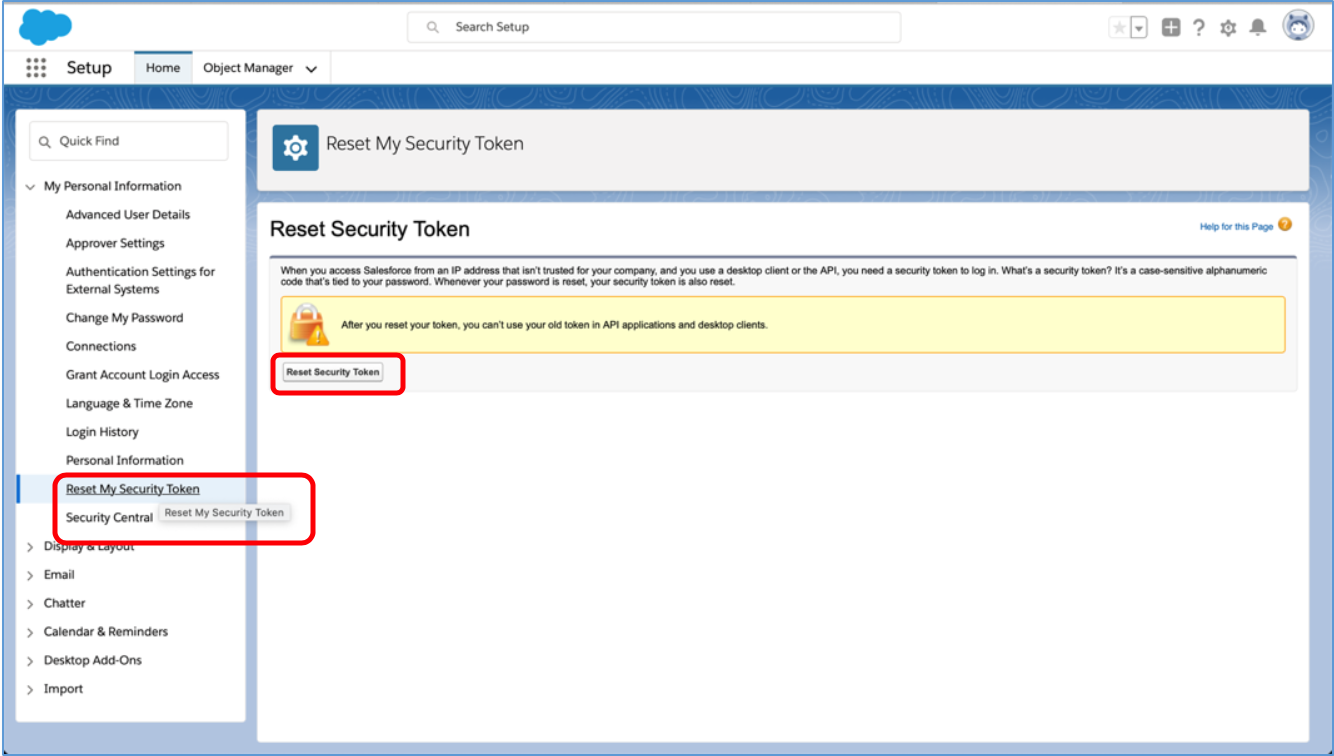 Search Setup
Setup
Home
Object Manager
Quick Find
My Personal Information
Advanced User Details
Approver Settings
Authentication Settings for
External Systems
Change My Password
Connections
Grant Account Login Access
Language & Time Zone
Login History
Personal Information
Reset My Security Token
Security Central
Reset My Security Token
Display & Layout
Email
Chatter
Calendar & Reminders
Desktop Add-Ons
Import
Reset My Security Token
Reset Security Token
Help for this Page
When you access Salesforce from an IP address that isn't trusted for your company, and you use a desktop client or the API, you need a security token to log in. What's a security token? It's a case-sensitive alphanumeric
code that's tied to your password. Whenever your password is reset, your security token is also reset.
After you reset your token, you can't use your old token in API applications and desktop clients.
Reset Security Token